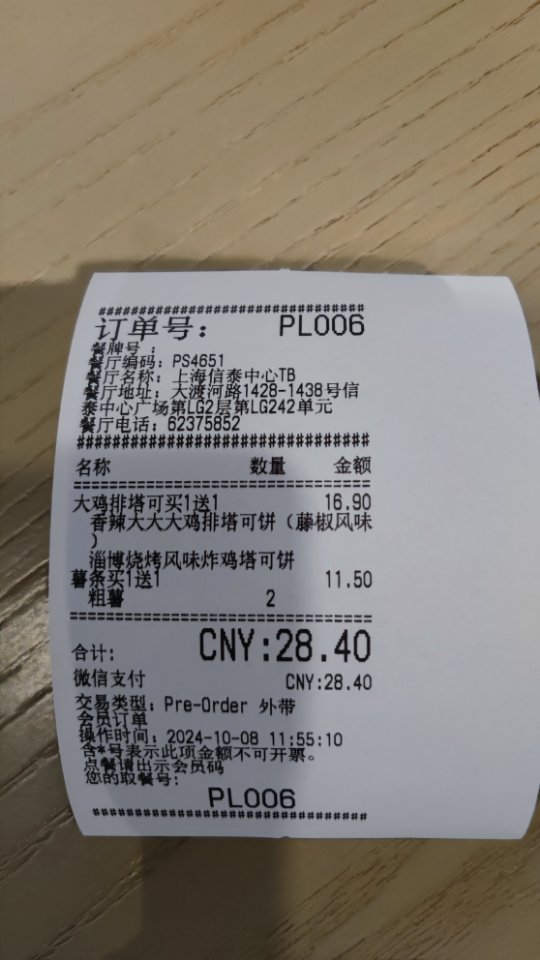 ################################
订单号： PL006
餐牌号：
餐厅编码：PS4651
餐厅名称：上海信泰中心TB
餐厅地址：大渡河路1428-1438号信
泰中心广场第LG2层第LG242单元
餐厅电话：62375852
################################
名称 数量 金额
================================
大鸡排塔可买1送1 16.90
香辣大大大鸡排塔可饼（藤椒风味
）
淄博烧烤风味炸鸡塔可饼
薯条买1送1 11.50
粗薯 2
================================
合计: CNY:28.40
微信支付 CNY:28.40
交易类型：Pre-Order 外带
会员订单
操作时间：2024-10-08 11:55:10
含*号表示此项金额不可开票。
点餐请出示会员码
您的取餐号:
PL006
################################